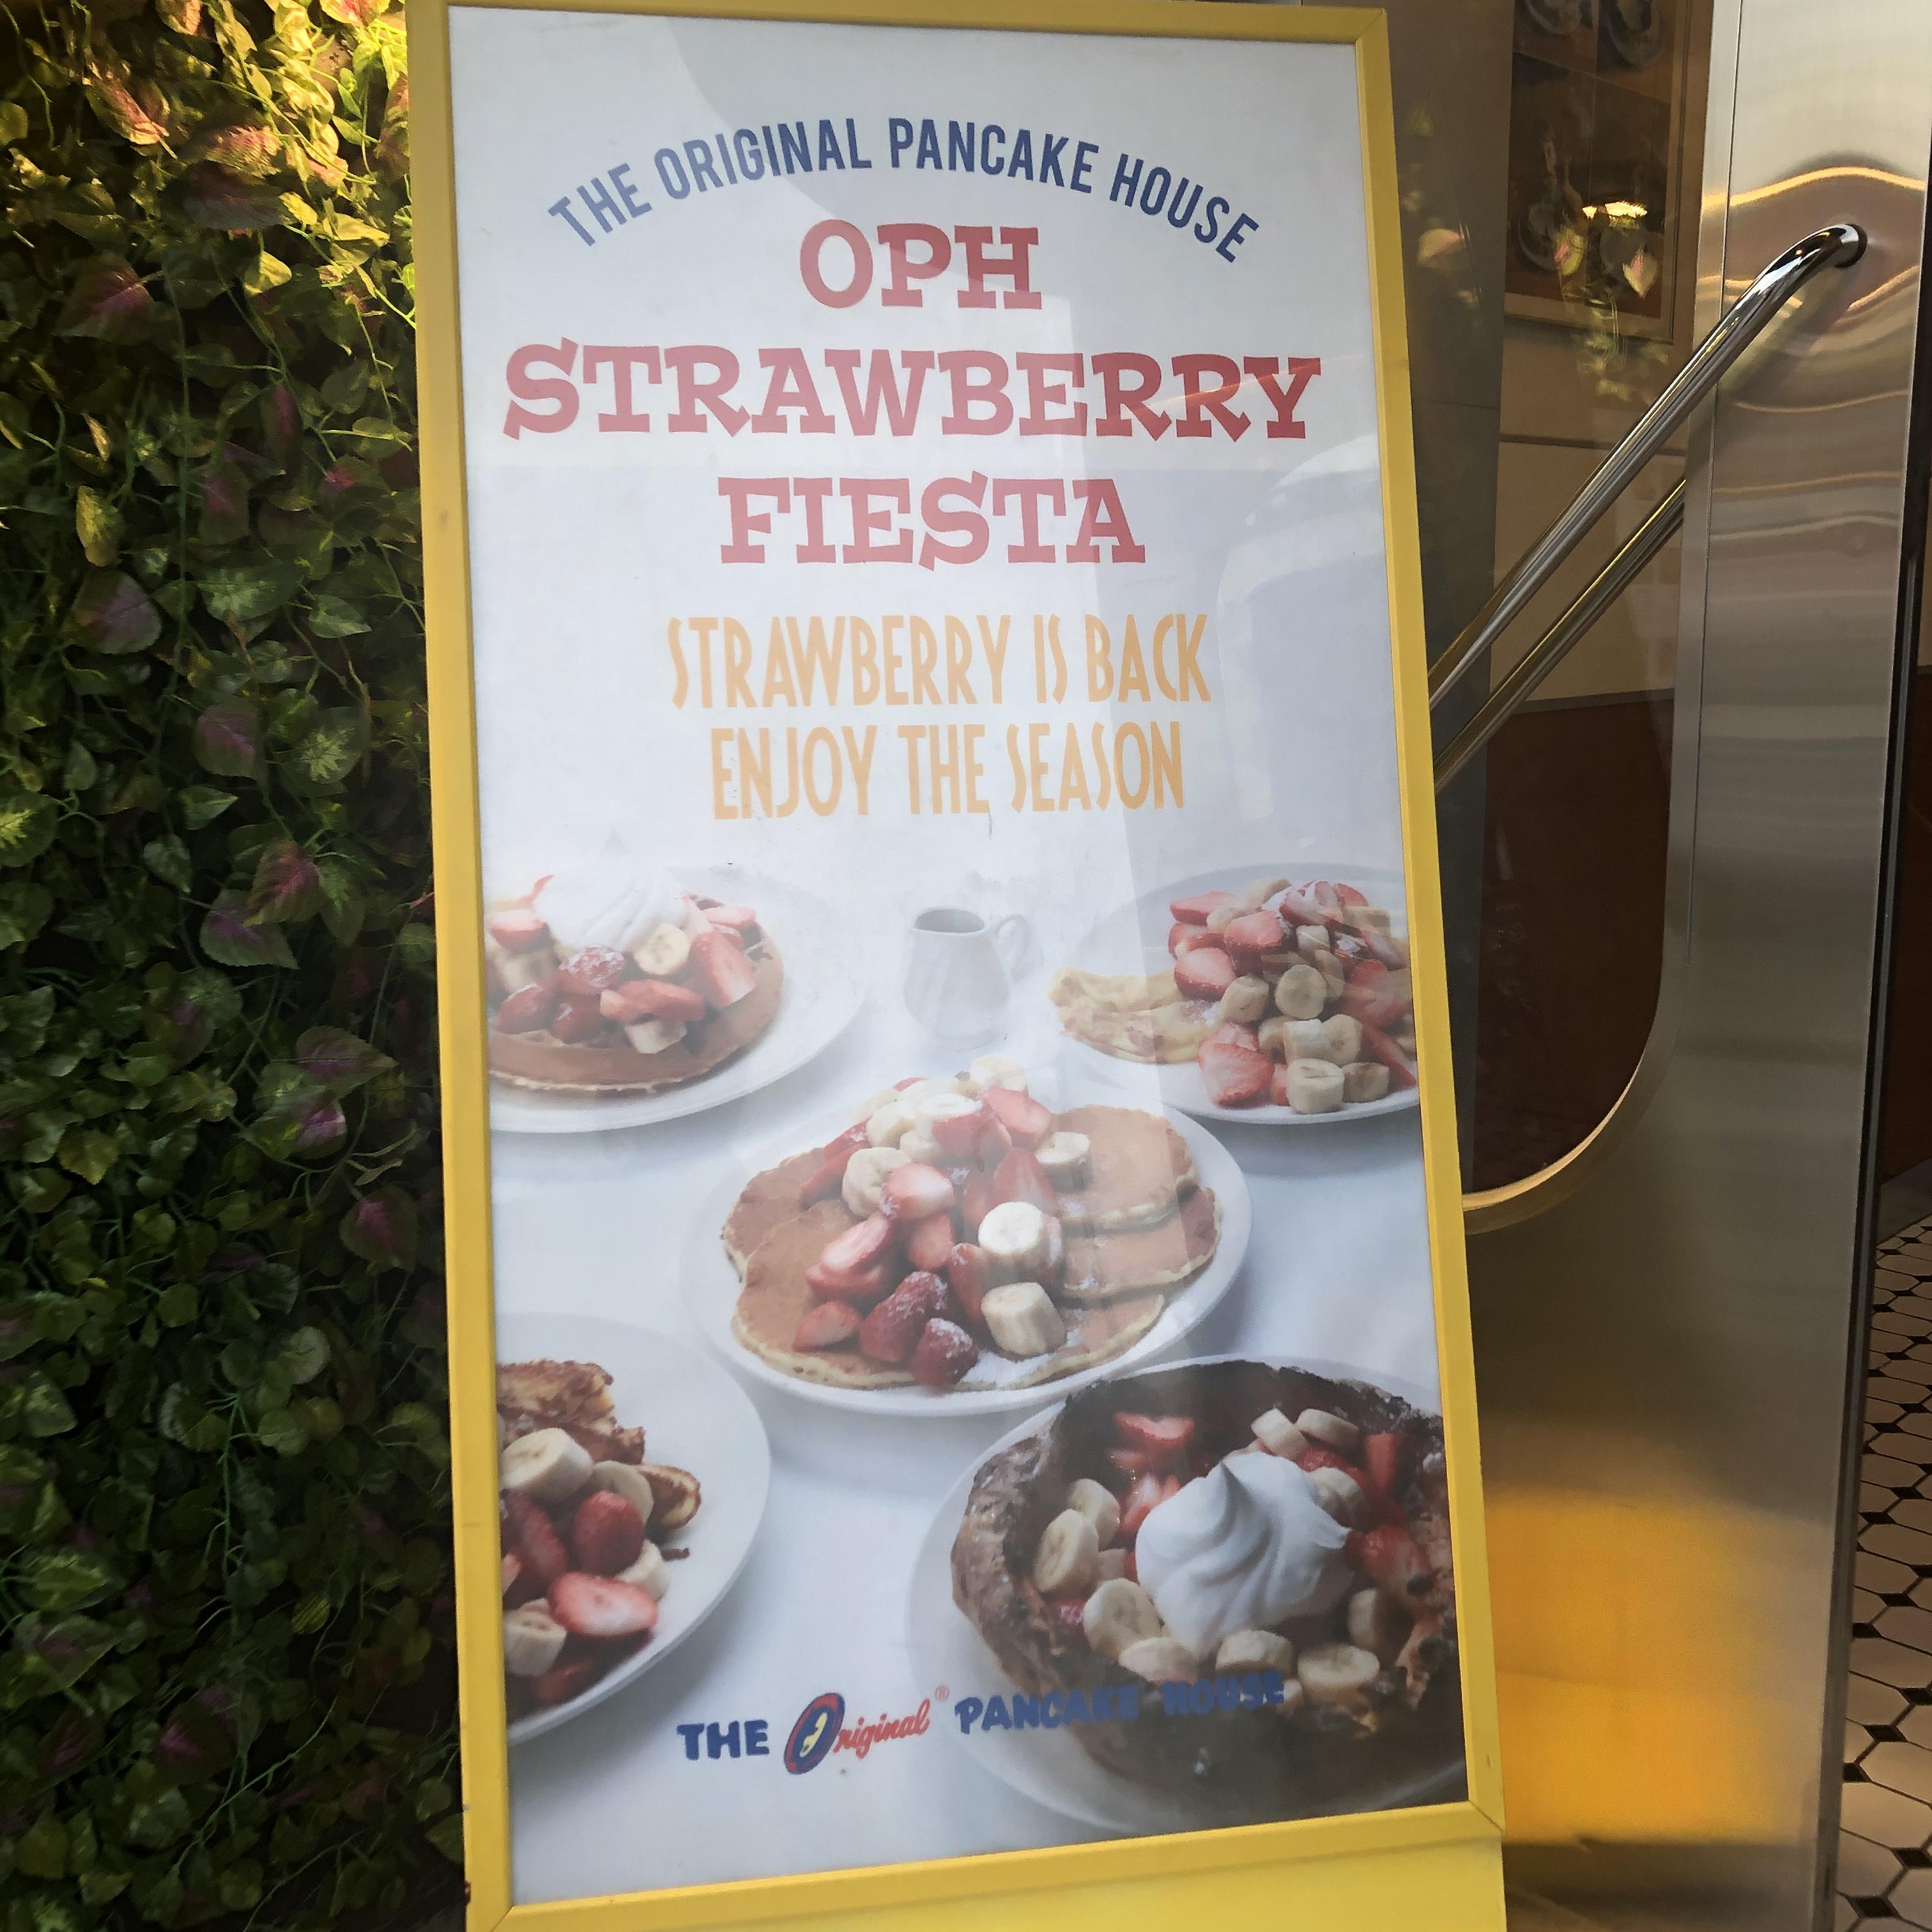 THE ORIGINAL PANCAKE HOUSE
OPH
STRAWBERRY
FIESTA
STRAWBERRY IS BACK
ENJOY THE SEASON
THE Original® PANCAKE HOUSE